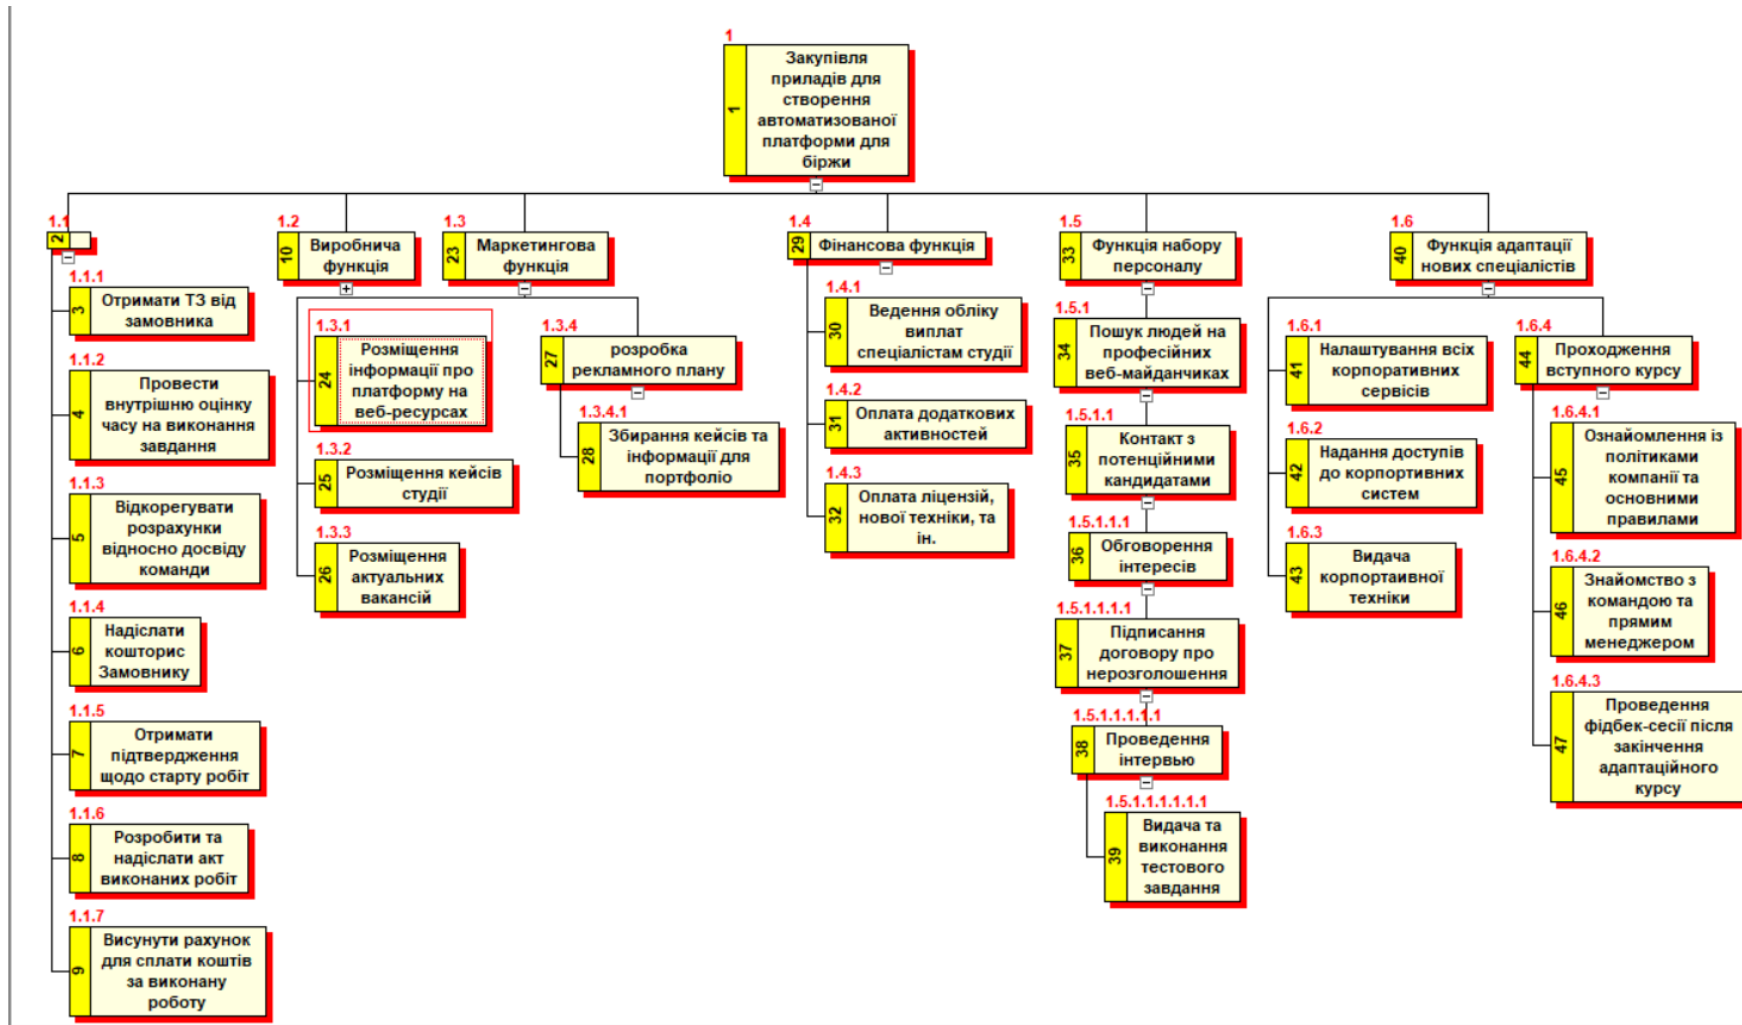 1
1
Закупівля
приладів для
створення
автоматизованої
платформи для
біржи
1.1
2
1.1.1
3
Отримати ТЗ від
замовника
1.1.2
4
Провести
внутрішню оцінку
часу на виконання
завдання
1.1.3
5
Відкорегувати
розрахунки
відносно досвіду
команди
1.1.4
6
Надіслати
кошторис
Замовнику
1.1.5
7
Отримати
підтвердження
щодо старту робіт
1.1.6
8
Розробити та
надіслати акт
виконаних робіт
1.1.7
9
Висунути рахунок
для сплати коштів
за виконану
роботу
1.2
10
Виробнича
функція
1.3
23
Маркетингова
функція
1.3.1
24
Розміщення
інформації про
платформу на
веб-ресурсах
1.3.2
25
Розміщення кейсів
студії
1.3.3
26
Розміщення
актуальних
вакансій
1.3.4
27
розробка
рекламного плану
1.3.4.1
28
Збирання кейсів та
інформації для
портфоліо
1.4
29
Фінансова функція
1.4.1
30
Ведення обліку
виплат
спеціалістам студії
1.4.2
31
Оплата додаткових
активностей
1.4.3
32
Оплата ліцензій,
нової техніки, та
ін.
1.5
33
Функція набору
персоналу
1.5.1
34
Пошук людей на
професійних
веб-майданчиках
1.5.1.1
35
Контакт з
потенційними
кандидатами
1.5.1.1.1
36
Обговорення
інтересів
1.5.1.1.1.1
37
Підписання
договору про
нерозголошення
1.5.1.1.1.1.1
38
Проведення
інтервью
1.5.1.1.1.1.1.1
39
Видача та
виконання
тестового
завдання
1.6
40
Функція адаптації
нових спеціалістів
1.6.1
41
Налаштування всіх
корпоративних
сервісів
1.6.2
42
Надання доступів
до корпортивних
систем
1.6.3
43
Видача
корпортаивної
техніки
1.6.4
44
Проходження
вступного курсу
1.6.4.1
45
Ознайомлення із
політиками
компанії та
основними
правилами
1.6.4.2
46
Знайомство з
командою та
прямим
менеджером
1.6.4.3
47
Проведення
фідбек-сесії після
закінчення
адаптаційного
курсу